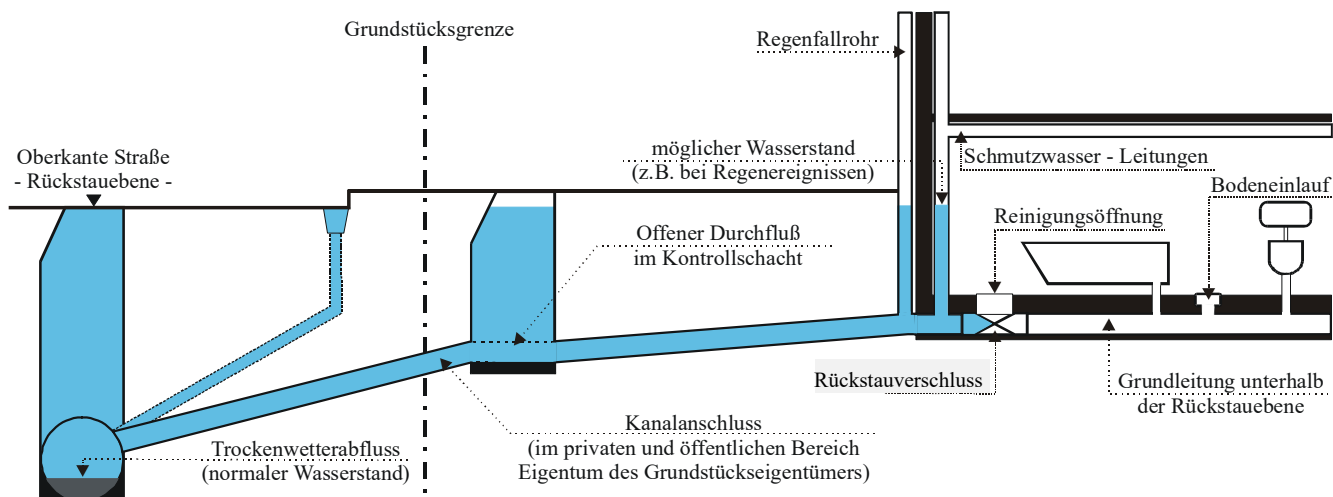 Grundstücksgrenze
Regenfallrohr
Oberkante Straße
- Rückstauebene -
möglicher Wasserstand
(z.B. bei Regenereignissen)
Schmutzwasser - Leitungen
Bodeneinlauf
Reinigungsöffnung
Offener Durchfluß
im Kontrollschacht
Rückstauverschluss
Grundleitung unterhalb
der Rückstauebene
Kanalanschluss
(im privaten und öffentlichen Bereich
Eigentum des Grundstückseigentümers)
Trockenwetterabfluss
(normaler Wasserstand)